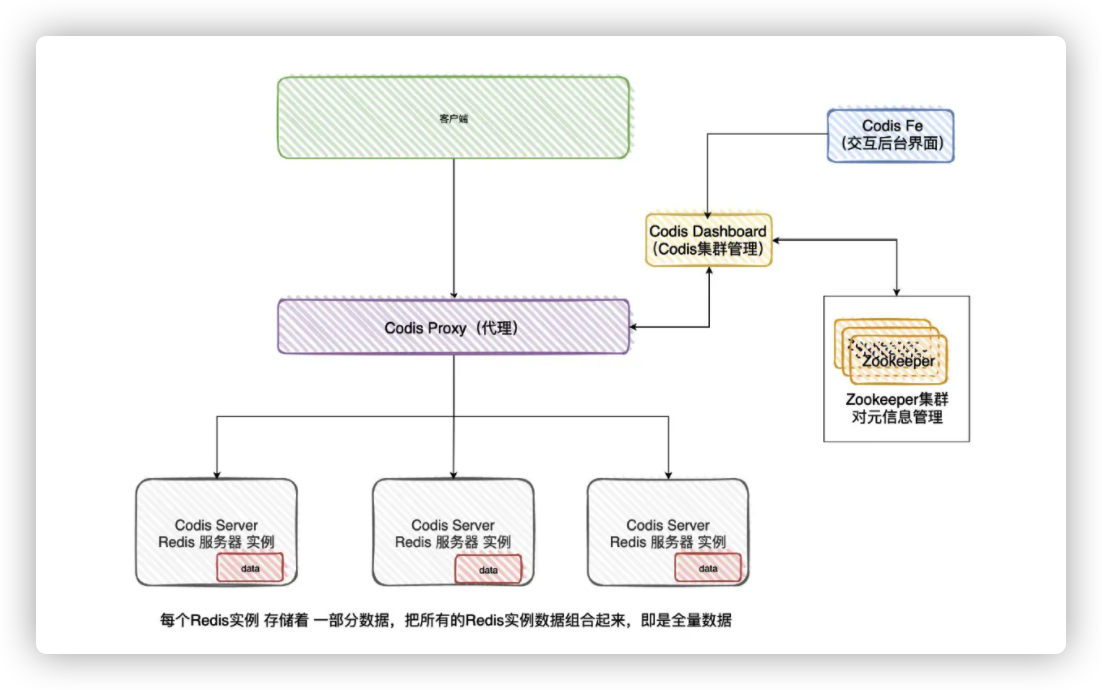 客户端
Codis Fe
(交互后台界面)
Codis Dashboard
(Codis集群管理)
Codis Proxy（代理）
Zookeeper
Zookeeper集群
对元信息管理
Codis Server
Redis 服务器 实例
data
Codis Server
Redis 服务器 实例
data
Codis Server
Redis 服务器 实例
data
每个Redis实例 存储着 一部分数据，把所有的Redis实例数据组合起来，即是全量数据